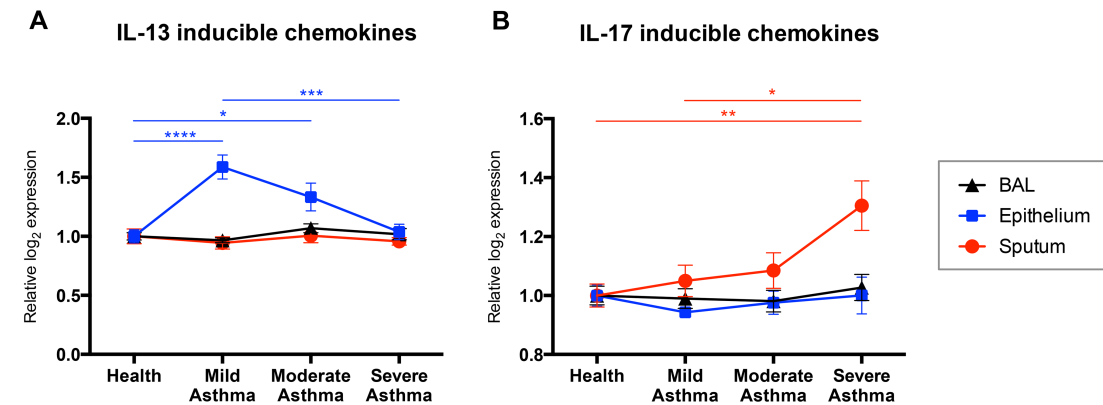 A
IL-13 inducible chemokines
***
*
****
2.0
1.5
1.0
0.5
0.0
Relative log2 expression
Health
Mild
Asthma
Moderate
Asthma
Severe
Asthma
B
IL-17 inducible chemokines
*
**
1.6
1.4
1.2
1.0
0.8
Relative log2 expression
Health
Mild
Asthma
Moderate
Asthma
Severe
Asthma
BAL
Epithelium
Sputum